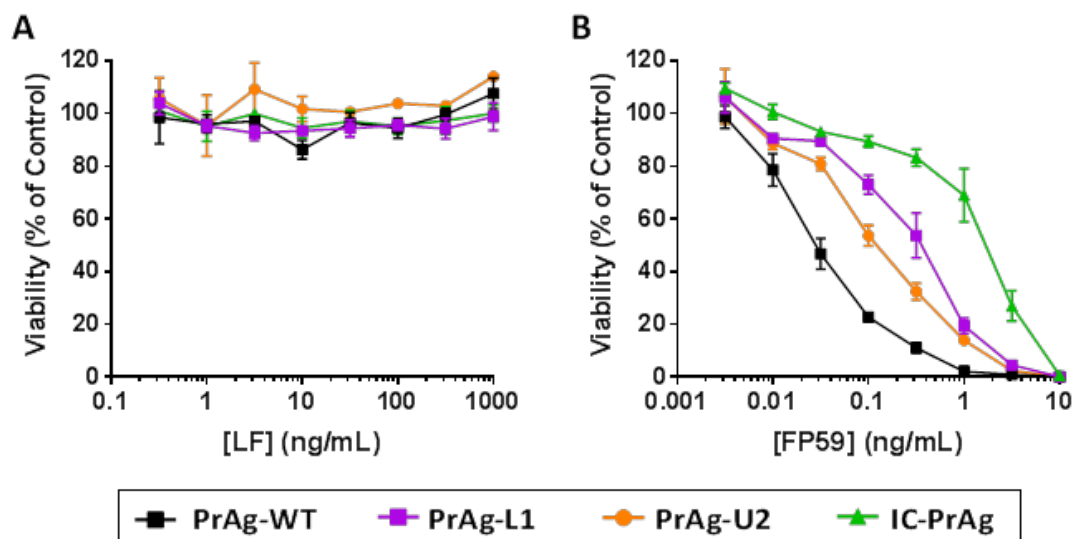 A
Viability (% of Control)
120
100
80
60
40
20
0
0.1 1 10 100 1000
[LF] (ng/mL)
B
Viability (% of Control)
120
100
80
60
40
20
0
0.001 0.01 0.1 1 10
[FP59] (ng/mL)
PrAg-WT PrAg-L1 PrAg-U2 IC-PrAg